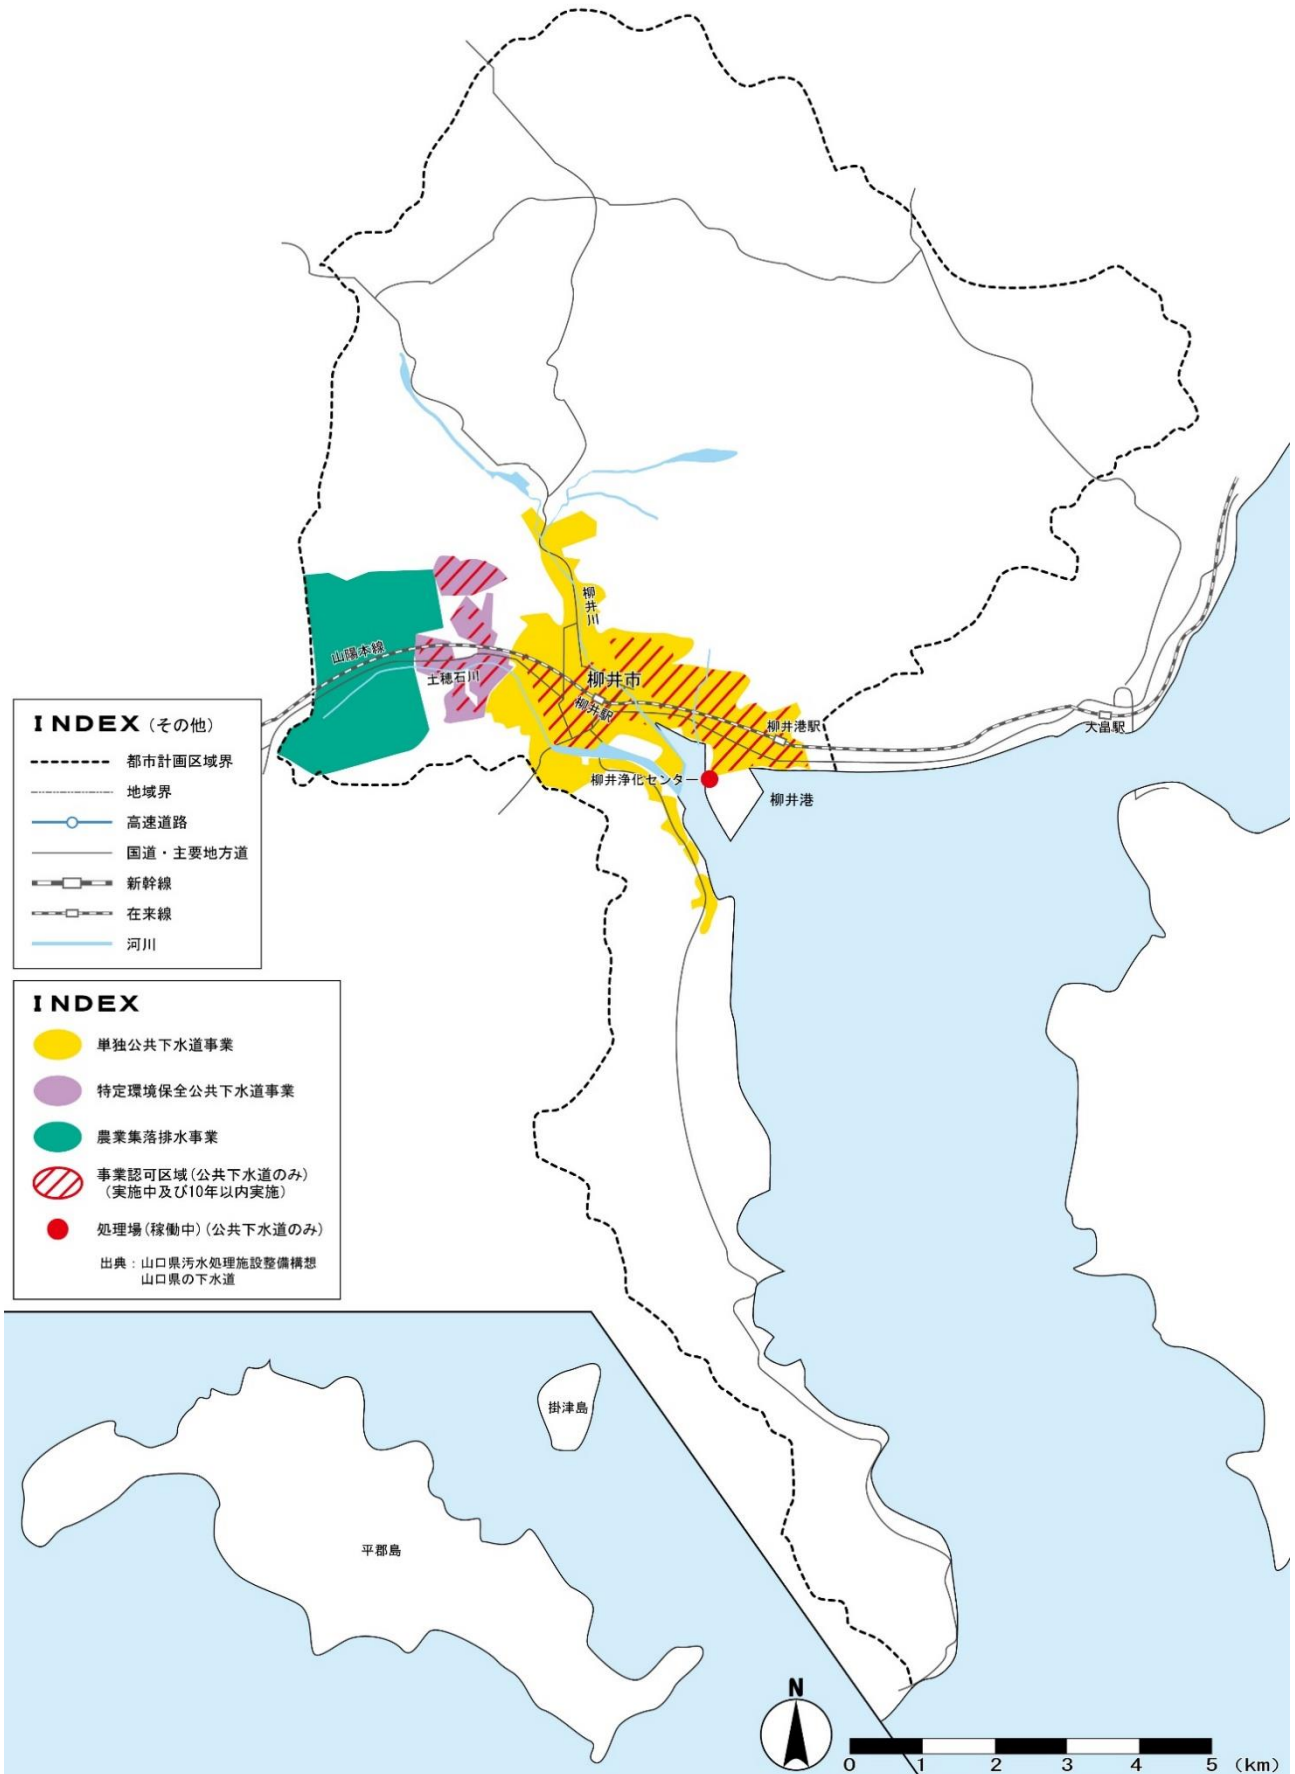 柳井川
山陽本線
土穂石川
柳井市
柳井駅
柳井港駅
大畠駅
柳井浄化センター
柳井港
INDEX (その他)
都市計画区域界
地域界
高速道路
国道・主要地方道
新幹線
在来線
河川
INDEX
単独公共下水道事業
特定環境保全公共下水道事業
農業集落排水事業
事業認可区域(公共下水道のみ)
(実施中及び10年以内実施)
処理場(稼働中)(公共下水道のみ)
出典：山口県汚水処理施設整備構想
山口県の下水道
掛津島
平郡島
N
0 1 2 3 4 5 (km)